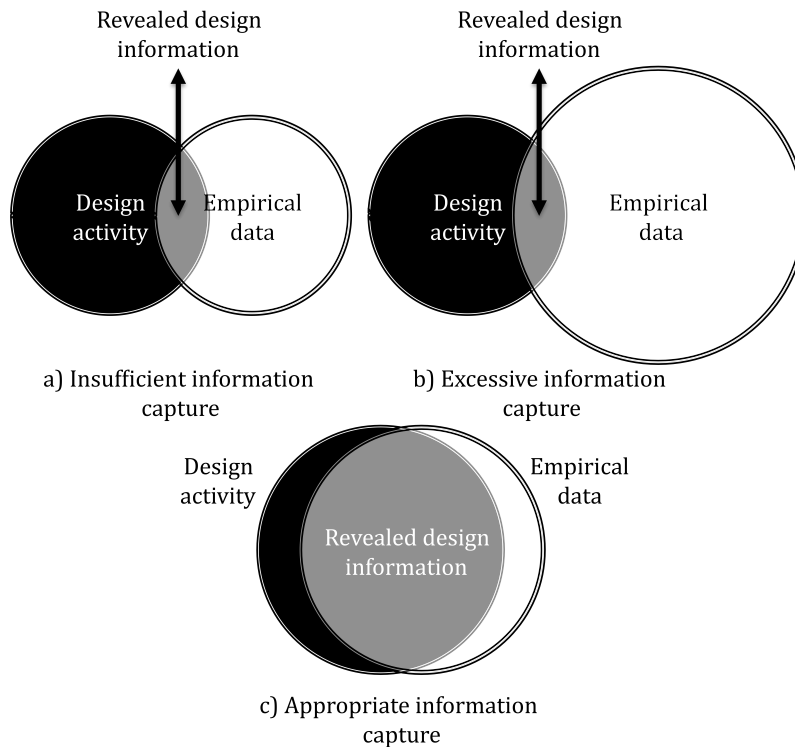 Revealed design
information
Design
activity
Empirical
data
a) Insufficient information
capture
Revealed design
information
Design
activity
Empirical
data
b) Excessive information
capture
Design
activity
Revealed design
information
Empirical
data
c) Appropriate information
capture